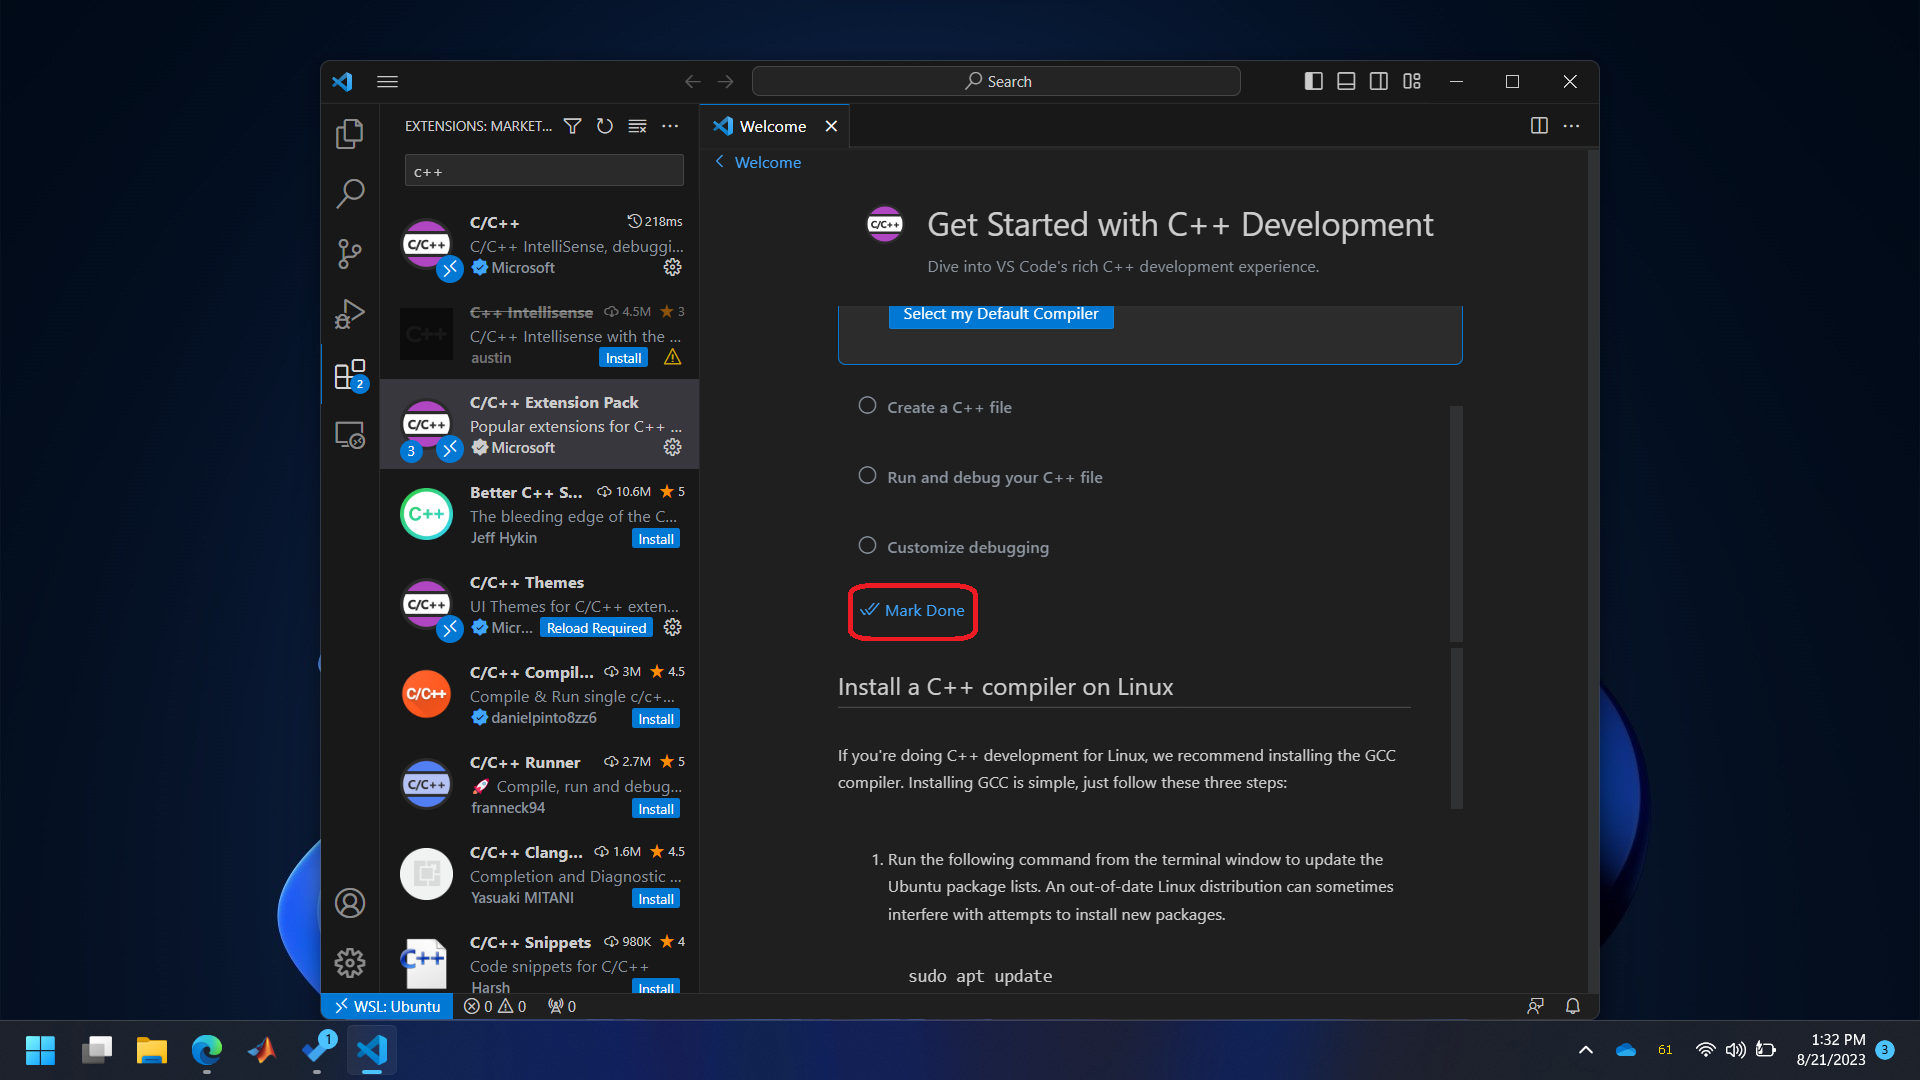 Search
EXTENSIONS: MARKET...
Welcome
c++
Welcome
C/C++
218ms
C/C++ IntelliSense, debuggi...
Microsoft
C/C++
Get Started with C++ Development
Dive into VS Code's rich C++ development experience.
C++
C++ Intellisense
4.5M
3
C/C++ Intellisense with the ...
austin
Install
Select my Default Compiler
2
C/C++
C/C++ Extension Pack
Popular extensions for C++ ...
3
Microsoft
Create a C++ file
Run and debug your C++ file
C++
Better C++ S...
10.6M
5
The bleeding edge of the C...
Jeff Hykin
Install
Customize debugging
C/C++
C/C++ Themes
UI Themes for C/C++ exten...
Micr...
Reload Required
Mark Done
C/C++
C/C++ Compil...
3M
4.5
Compile & Run single c/c+...
danielpinto8zz6
Install
Install a C++ compiler on Linux
If you're doing C++ development for Linux, we recommend installing the GCC
compiler. Installing GCC is simple, just follow these three steps:
C/C++
C/C++ Runner
2.7M
5
Compile, run and debug...
franneck94
Install
C/C++ Clang...
1.6M
4.5
Completion and Diagnostic ...
Yasuaki MITANI
Install
1. Run the following command from the terminal window to update the
Ubuntu package lists. An out-of-date Linux distribution can sometimes
interfere with attempts to install new packages.
C++
C/C++ Snippets
980K
4
Code snippets for C/C++
Harsh
Install
sudo apt update
WSL: Ubuntu
0
0
0
1
61
1:32 PM
8/21/2023
3